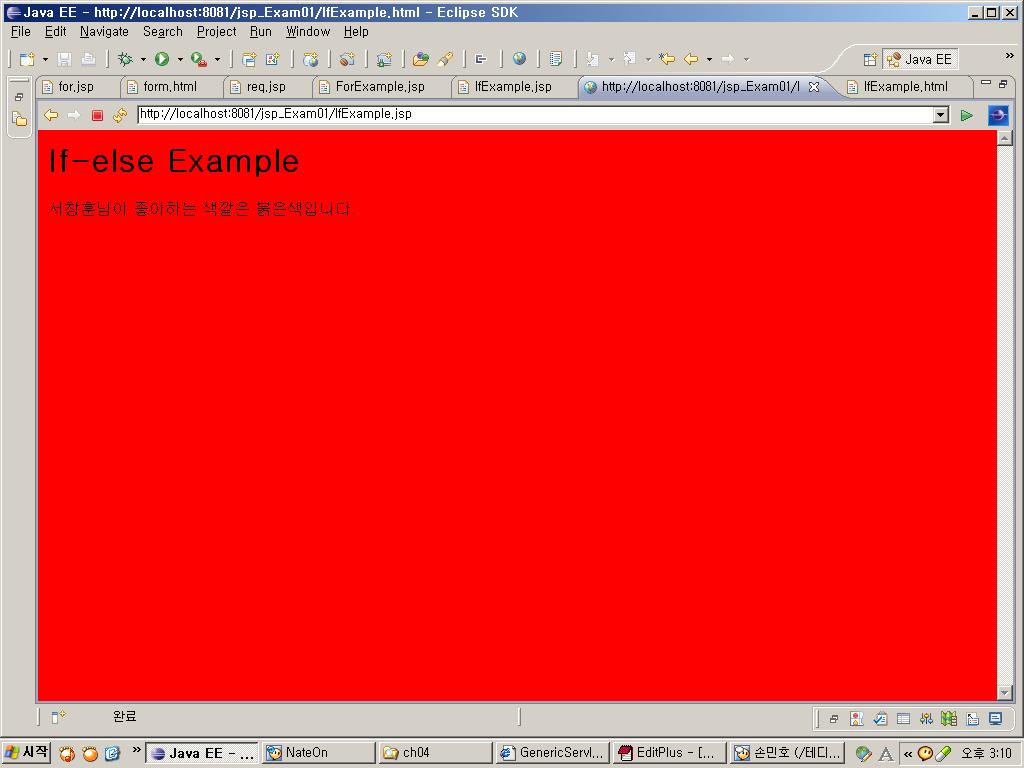 Java EE - http://localhost:8081/jsp_Exam01/IfExample.html - Eclipse SDK
File Edit Navigate Search Project Run Window Help
Java EE
»
for.jsp form.html req.jsp ForExample.jsp IfExample.jsp http://localhost:8081/jsp_Exam01/I IfExample.html
http://localhost:8081/jsp_Exam01/IfExample.jsp
If-else Example
서창훈님이 좋아하는 색깔은 붉은색입니다.
완료
시작 » Java EE - ... NateOn ch04 GenericServl... EditPlus - [... 손민호 (/테디... A « 오후 3:10